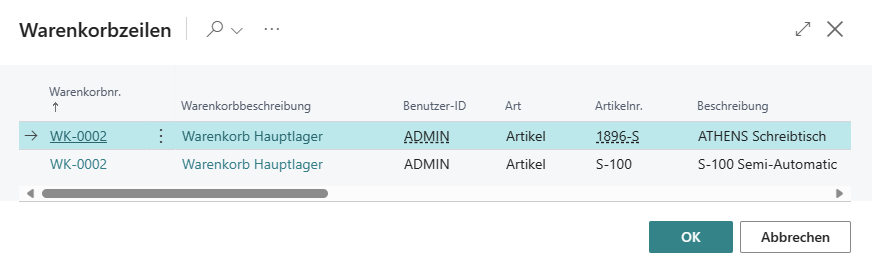 Warenkorbzeilen
Warenkorbnr. ↑ Warenkorbbeschreibung Benutzer-ID Art Artikelnr. Beschreibung
→ WK-0002 Warenkorb Hauptlager ADMIN Artikel 1896-S ATHENS Schreibtisch
WK-0002 Warenkorb Hauptlager ADMIN Artikel S-100 S-100 Semi-Automatic
OK Abbrechen